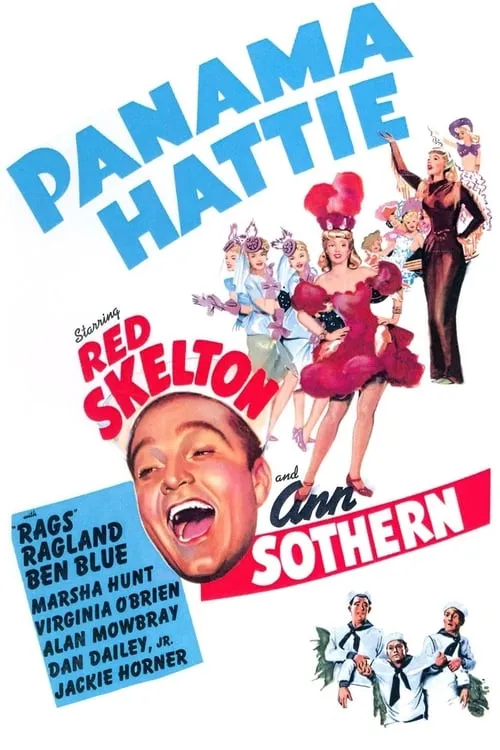 PANAMA
HATTIE
Starring
RED
SKELTON
and
Ann
SOTHERN
with
"RAGS"
RAGLAND
BEN BLUE
MARSHA HUNT
VIRGINIA O'BRIEN
ALAN MOWBRAY
DAN DAILEY, JR.
JACKIE HORNER